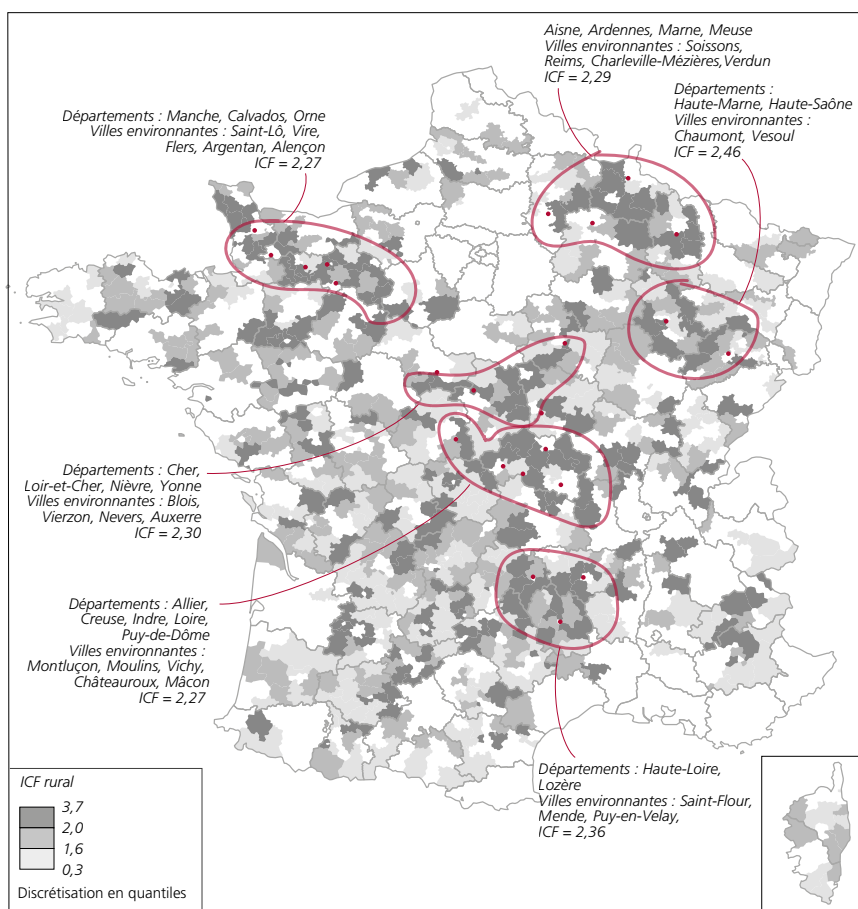 Aisne, Ardennes, Marne, Meuse
Villes environnantes : Soissons,
Reims, Charleville-Mézières,Verdun
ICF = 2,29
Départements :
Haute-Marne, Haute-Saône
Villes environnantes :
Chaumont, Vesoul
ICF = 2,46
Départements : Manche, Calvados, Orne
Villes environnantes : Saint-Lô, Vire,
Flers, Argentan, Alençon
ICF = 2,27
Départements : Cher,
Loir-et-Cher, Nièvre, Yonne
Villes environnantes : Blois,
Vierzon, Nevers, Auxerre
ICF = 2,30
Départements : Allier,
Creuse, Indre, Loire,
Puy-de-Dôme
Villes environnantes :
Montluçon, Moulins, Vichy,
Châteauroux, Mâcon
ICF = 2,27
Départements : Haute-Loire,
Lozère
Villes environnantes : Saint-Flour,
Mende, Puy-en-Velay,
ICF = 2,36
ICF rural
3,7
2,0
1,6
0,3
Discrétisation en quantiles